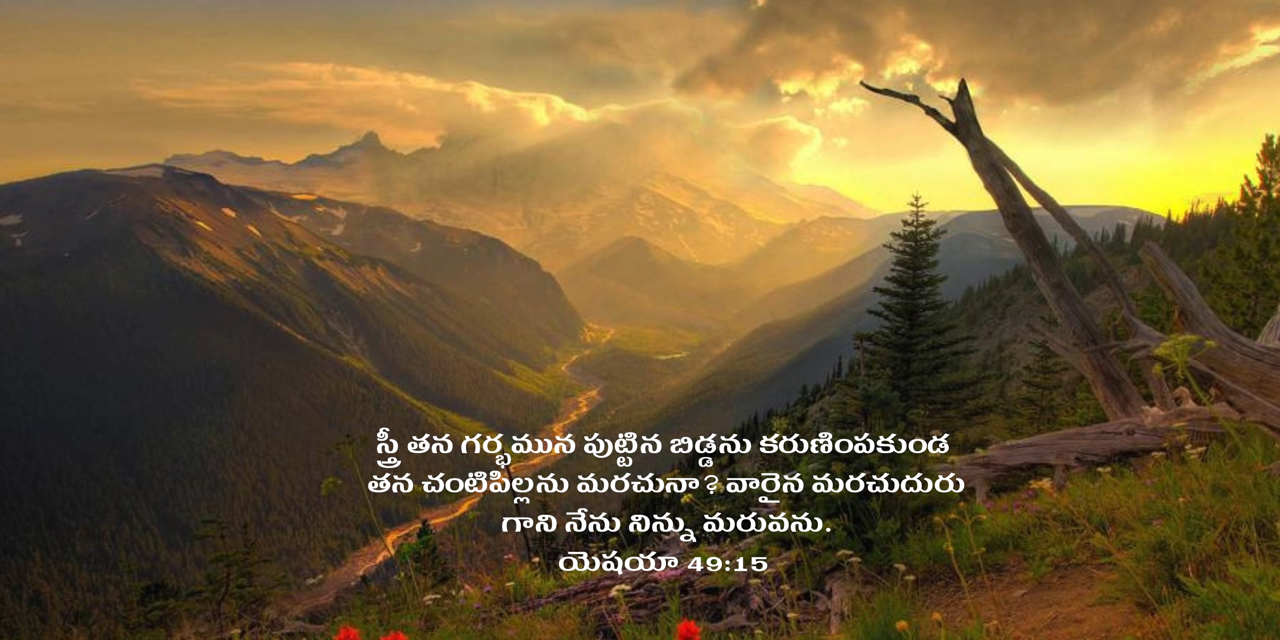 స్త్రీ తన గర్భమున పుట్టిన బిడ్డను కరుణింపకుండ
తన చంటిపిల్లను మరచునా? వారైన మరచుదురు
గాని నేను నిన్ను మరువను.
యెషయా 49:15